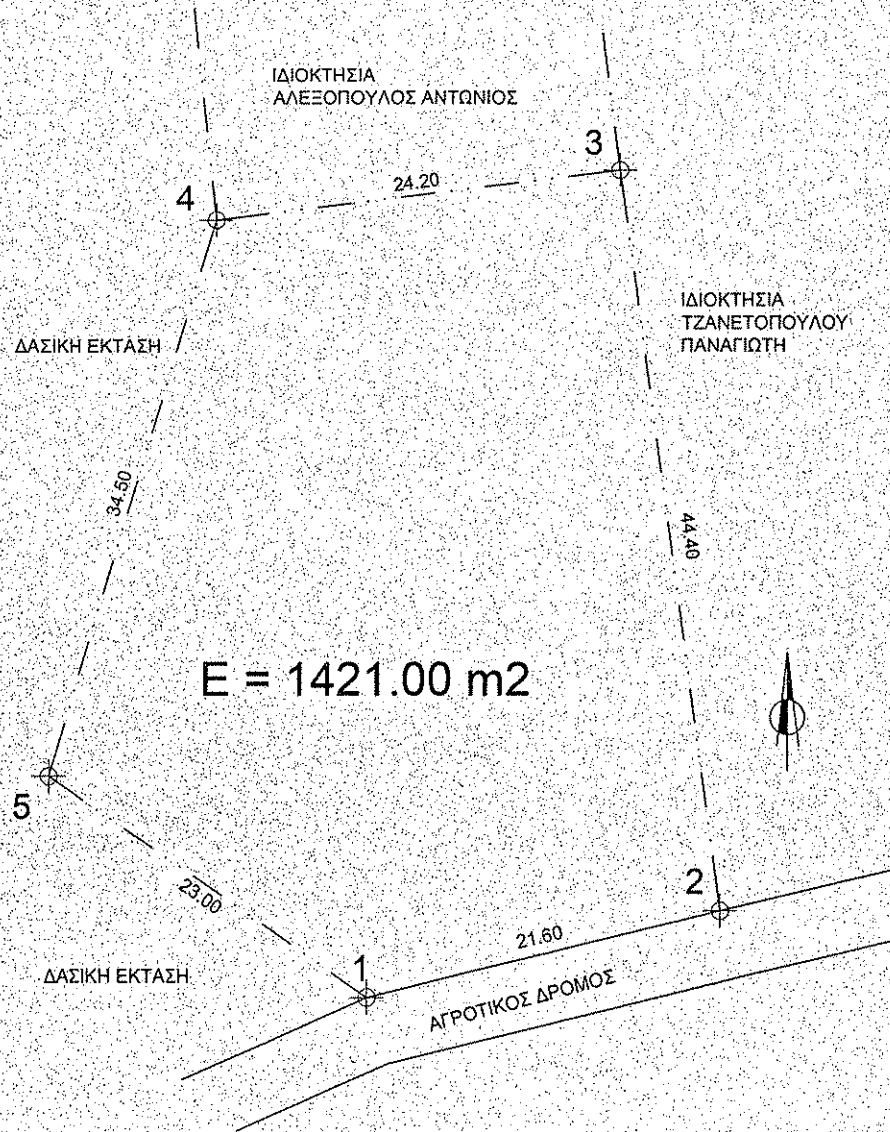 ΙΔΙΟΚΤΗΣΙΑ
ΑΛΕΞΟΠΟΥΛΟΣ ΑΝΤΩΝΙΟΣ
3
24.20
4
ΙΔΙΟΚΤΗΣΙΑ
ΤΖΑΝΕΤΟΠΟΥΛΟΥ
ΠΑΝΑΓΙΩΤΗ
ΔΑΣΙΚΗ ΕΚΤΑΣΗ
34.50
44.40
E = 1421.00 m2
5
23.00
2
21.60
1
ΔΑΣΙΚΗ ΕΚΤΑΣΗ
ΑΓΡΟΤΙΚΟΣ ΔΡΟΜΟΣ